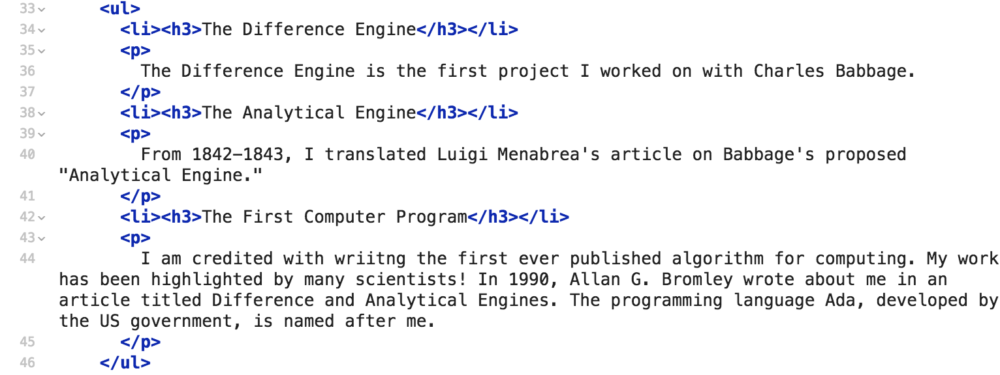 33 <ul>
34 <li><h3>The Difference Engine</h3></li>
35 <p>
36 The Difference Engine is the first project I worked on with Charles Babbage.
37 </p>
38 <li><h3>The Analytical Engine</h3></li>
39 <p>
40 From 1842–1843, I translated Luigi Menabrea's article on Babbage's proposed
"Analytical Engine."
41 </p>
42 <li><h3>The First Computer Program</h3></li>
43 <p>
44 I am credited with wriitng the first ever published algorithm for computing. My work
has been highlighted by many scientists! In 1990, Allan G. Bromley wrote about me in an
article titled Difference and Analytical Engines. The programming language Ada, developed by
the US government, is named after me.
45 </p>
46 </ul>